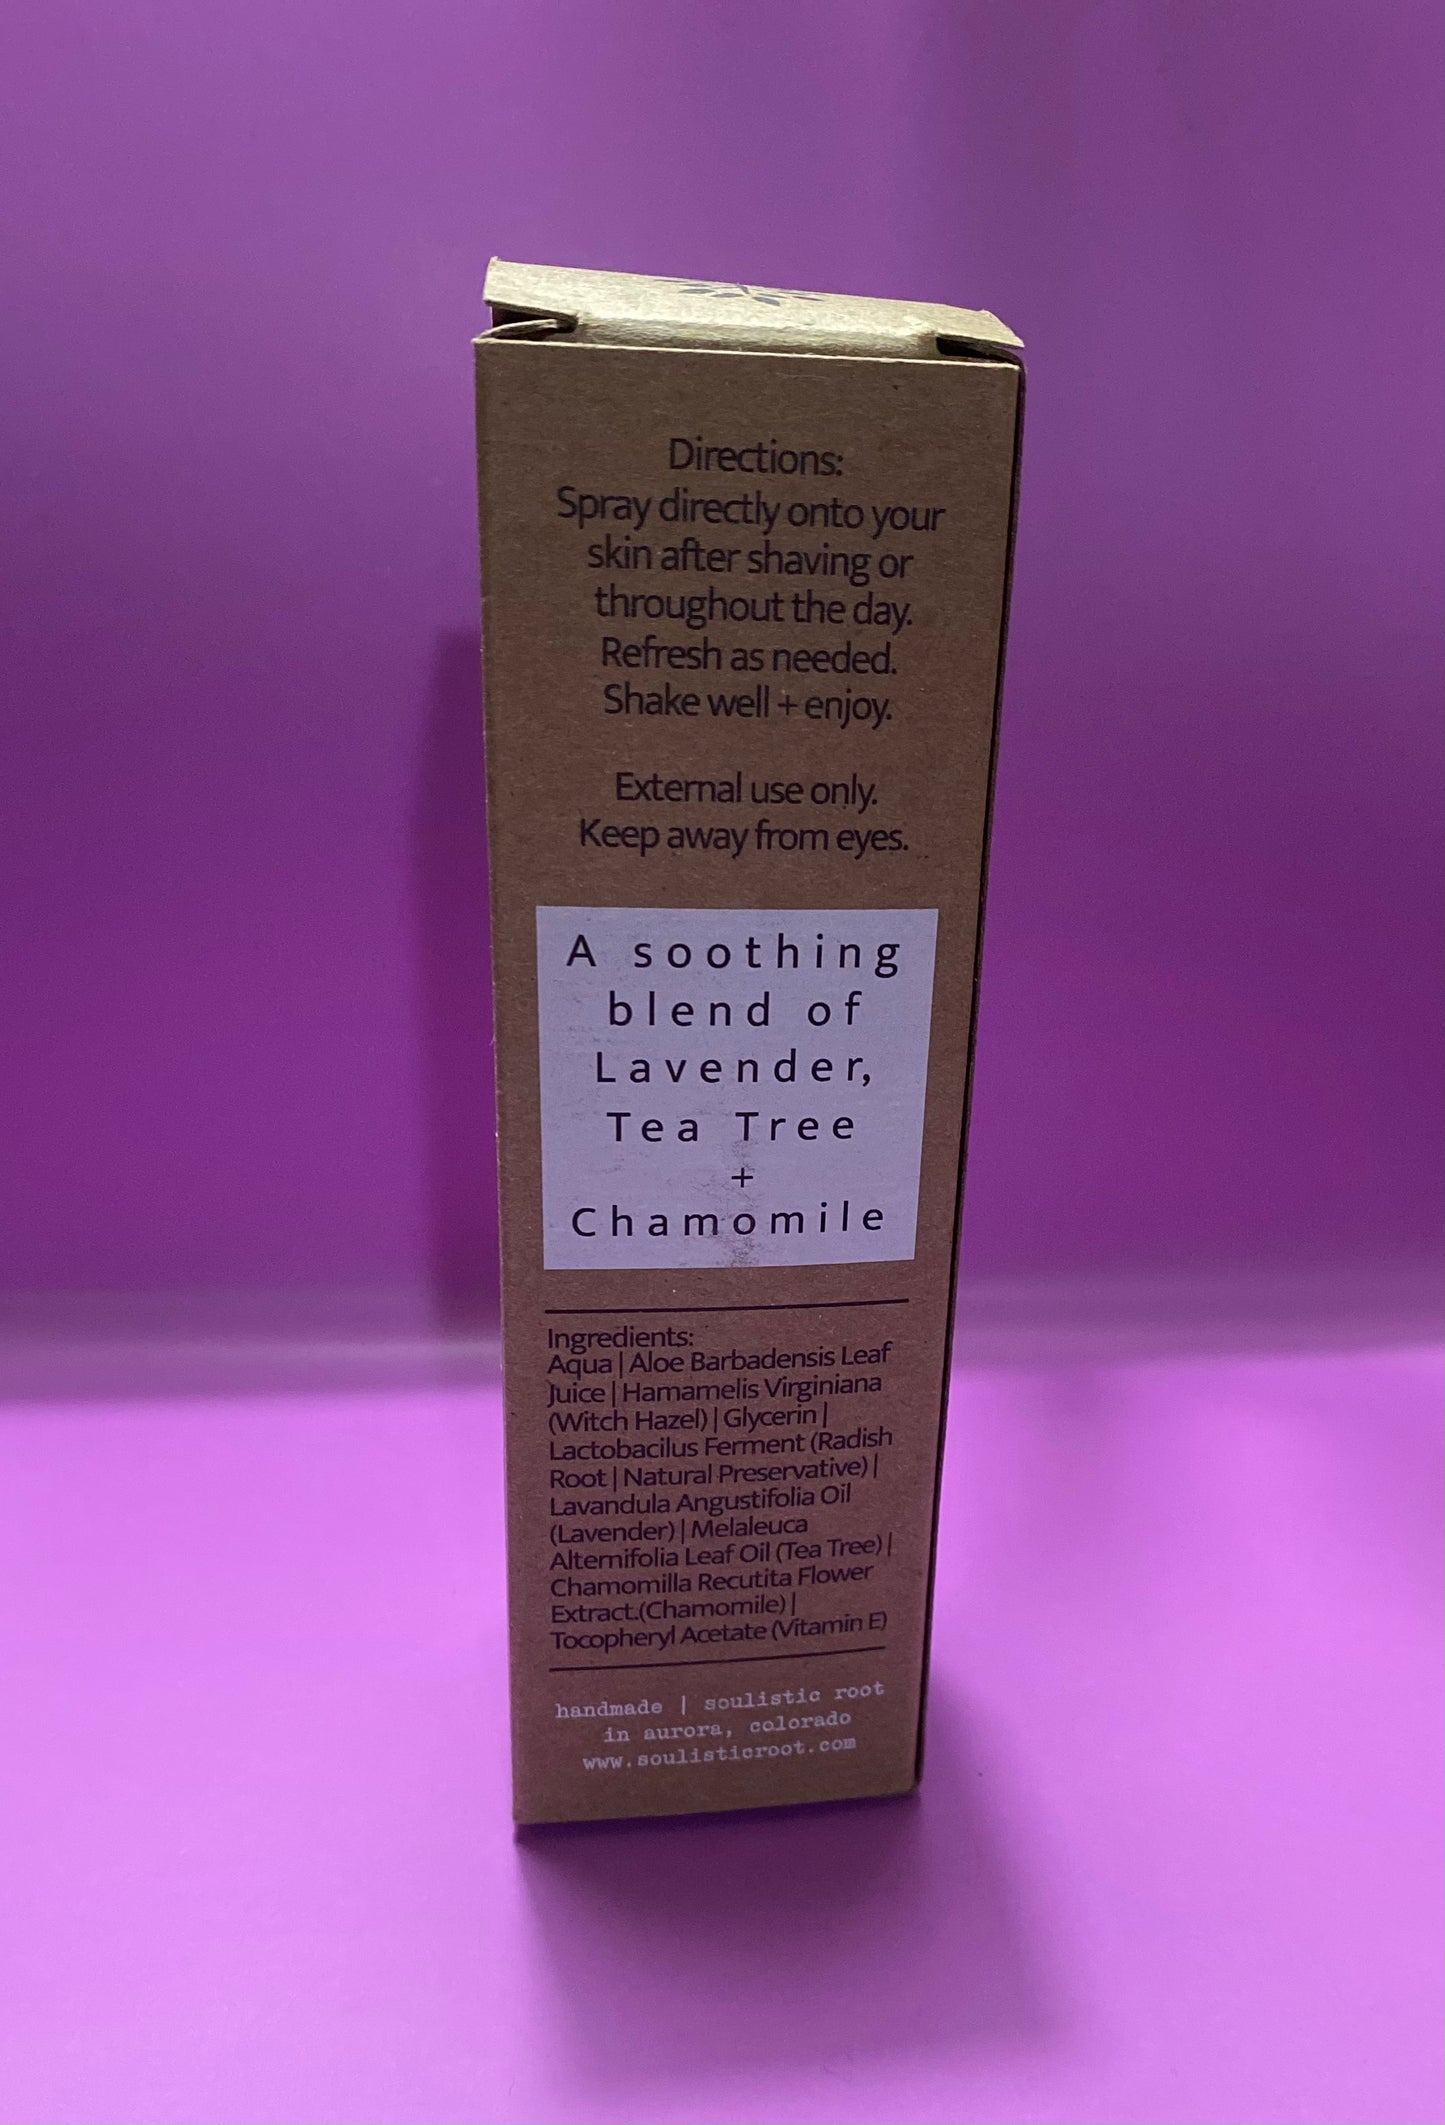 Directions:
Spray directly onto your
skin after shaving or
throughout the day.
Refresh as needed.
Shake well + enjoy.
External use only.
Keep away from eyes.
A soothing
blend of
Lavender,
Tea Tree
+
Chamomile
Ingredients:
Aqua | Aloe Barbadensis Leaf
Juice | Hamamelis Virginiana
(Witch Hazel) | Glycerin |
Lactobacilus Ferment (Radish
Root | Natural Preservative) |
Lavandula Angustifolia Oil
(Lavender) | Melaleuca
Alternifolia Leaf Oil (Tea Tree) |
Chamomilla Recutita Flower
Extract.(Chamomile) |
Tocopheryl Acetate (Vitamin E)
handmade | soulistic root
in aurora, colorado
www.soulisticroot.com